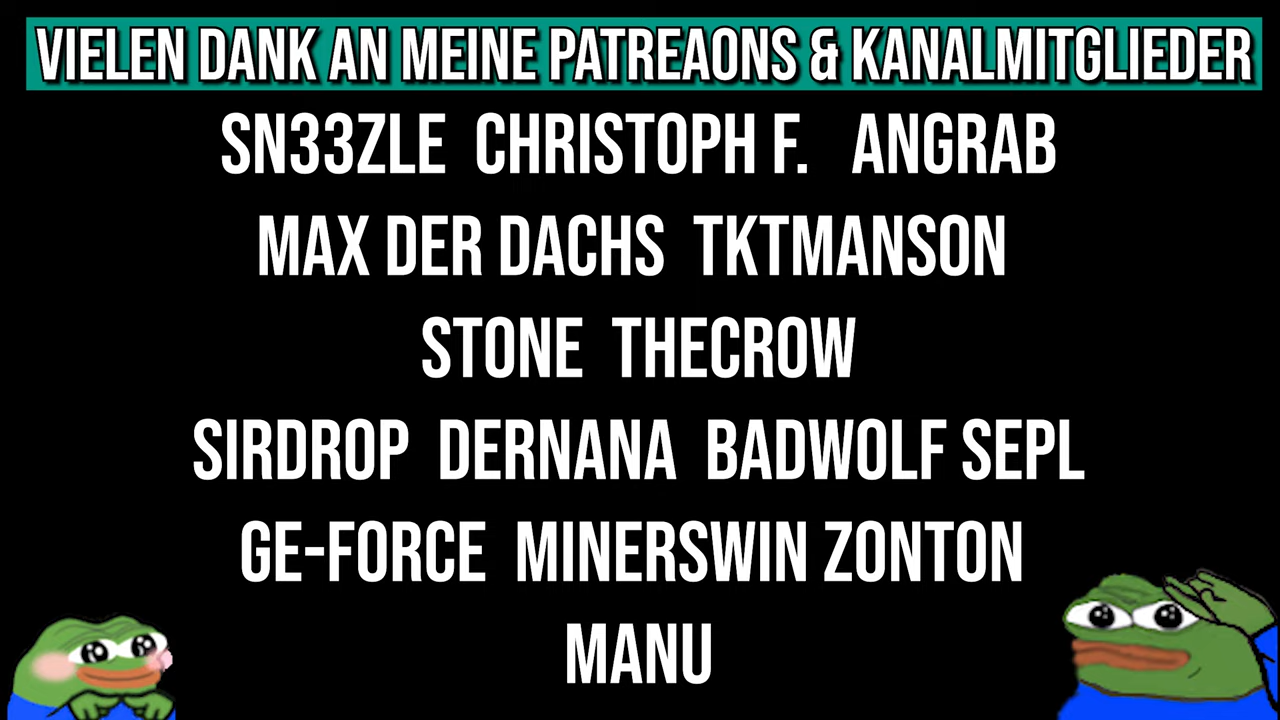 VIELEN DANK AN MEINE PATREAONS & KANALMITGLIEDER
SN33ZLE CHRISTOPH F. ANGRAB
MAX DER DACHS TKTMANSON
STONE THECROW
SIRDROP DERNANA BADWOLF SEPL
GE-FORCE MINERSWIN ZONTON
MANU